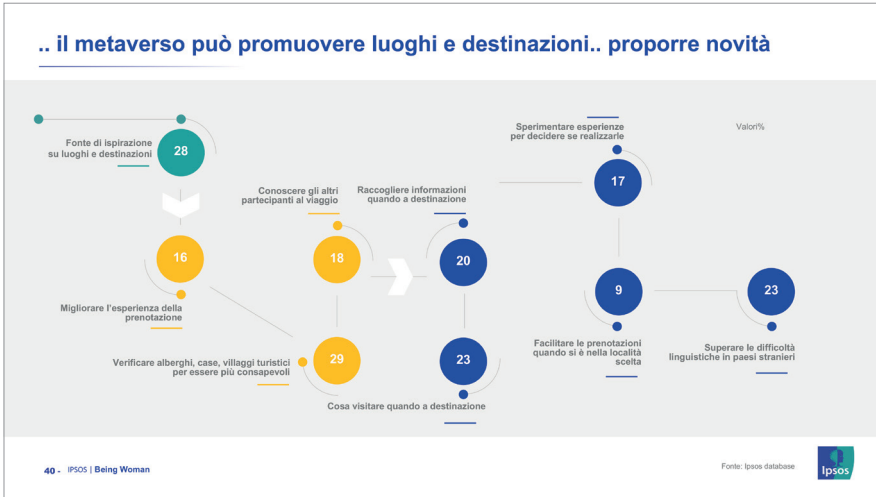 .. il metaverso può promuovere luoghi e destinazioni.. proporre novità
Fonte di ispirazione
su luoghi e destinazioni
28
16
Migliorare l'esperienza della
prenotazione
Conoscere gli altri
partecipanti al viaggio
18
Verificare alberghi, case, villaggi turistici
per essere più consapevoli
29
Raccogliere informazioni
quando a destinazione
20
23
Cosa visitare quando a destinazione
Sperimentare esperienze
per decidere se realizzarle
17
Valori%
9
Facilitare le prenotazioni
quando si è nella località
scelta
23
Superare le difficoltà
linguistiche in paesi stranieri
40 - IPSOS | Being Woman
Fonte: Ipsos database
Ipsos